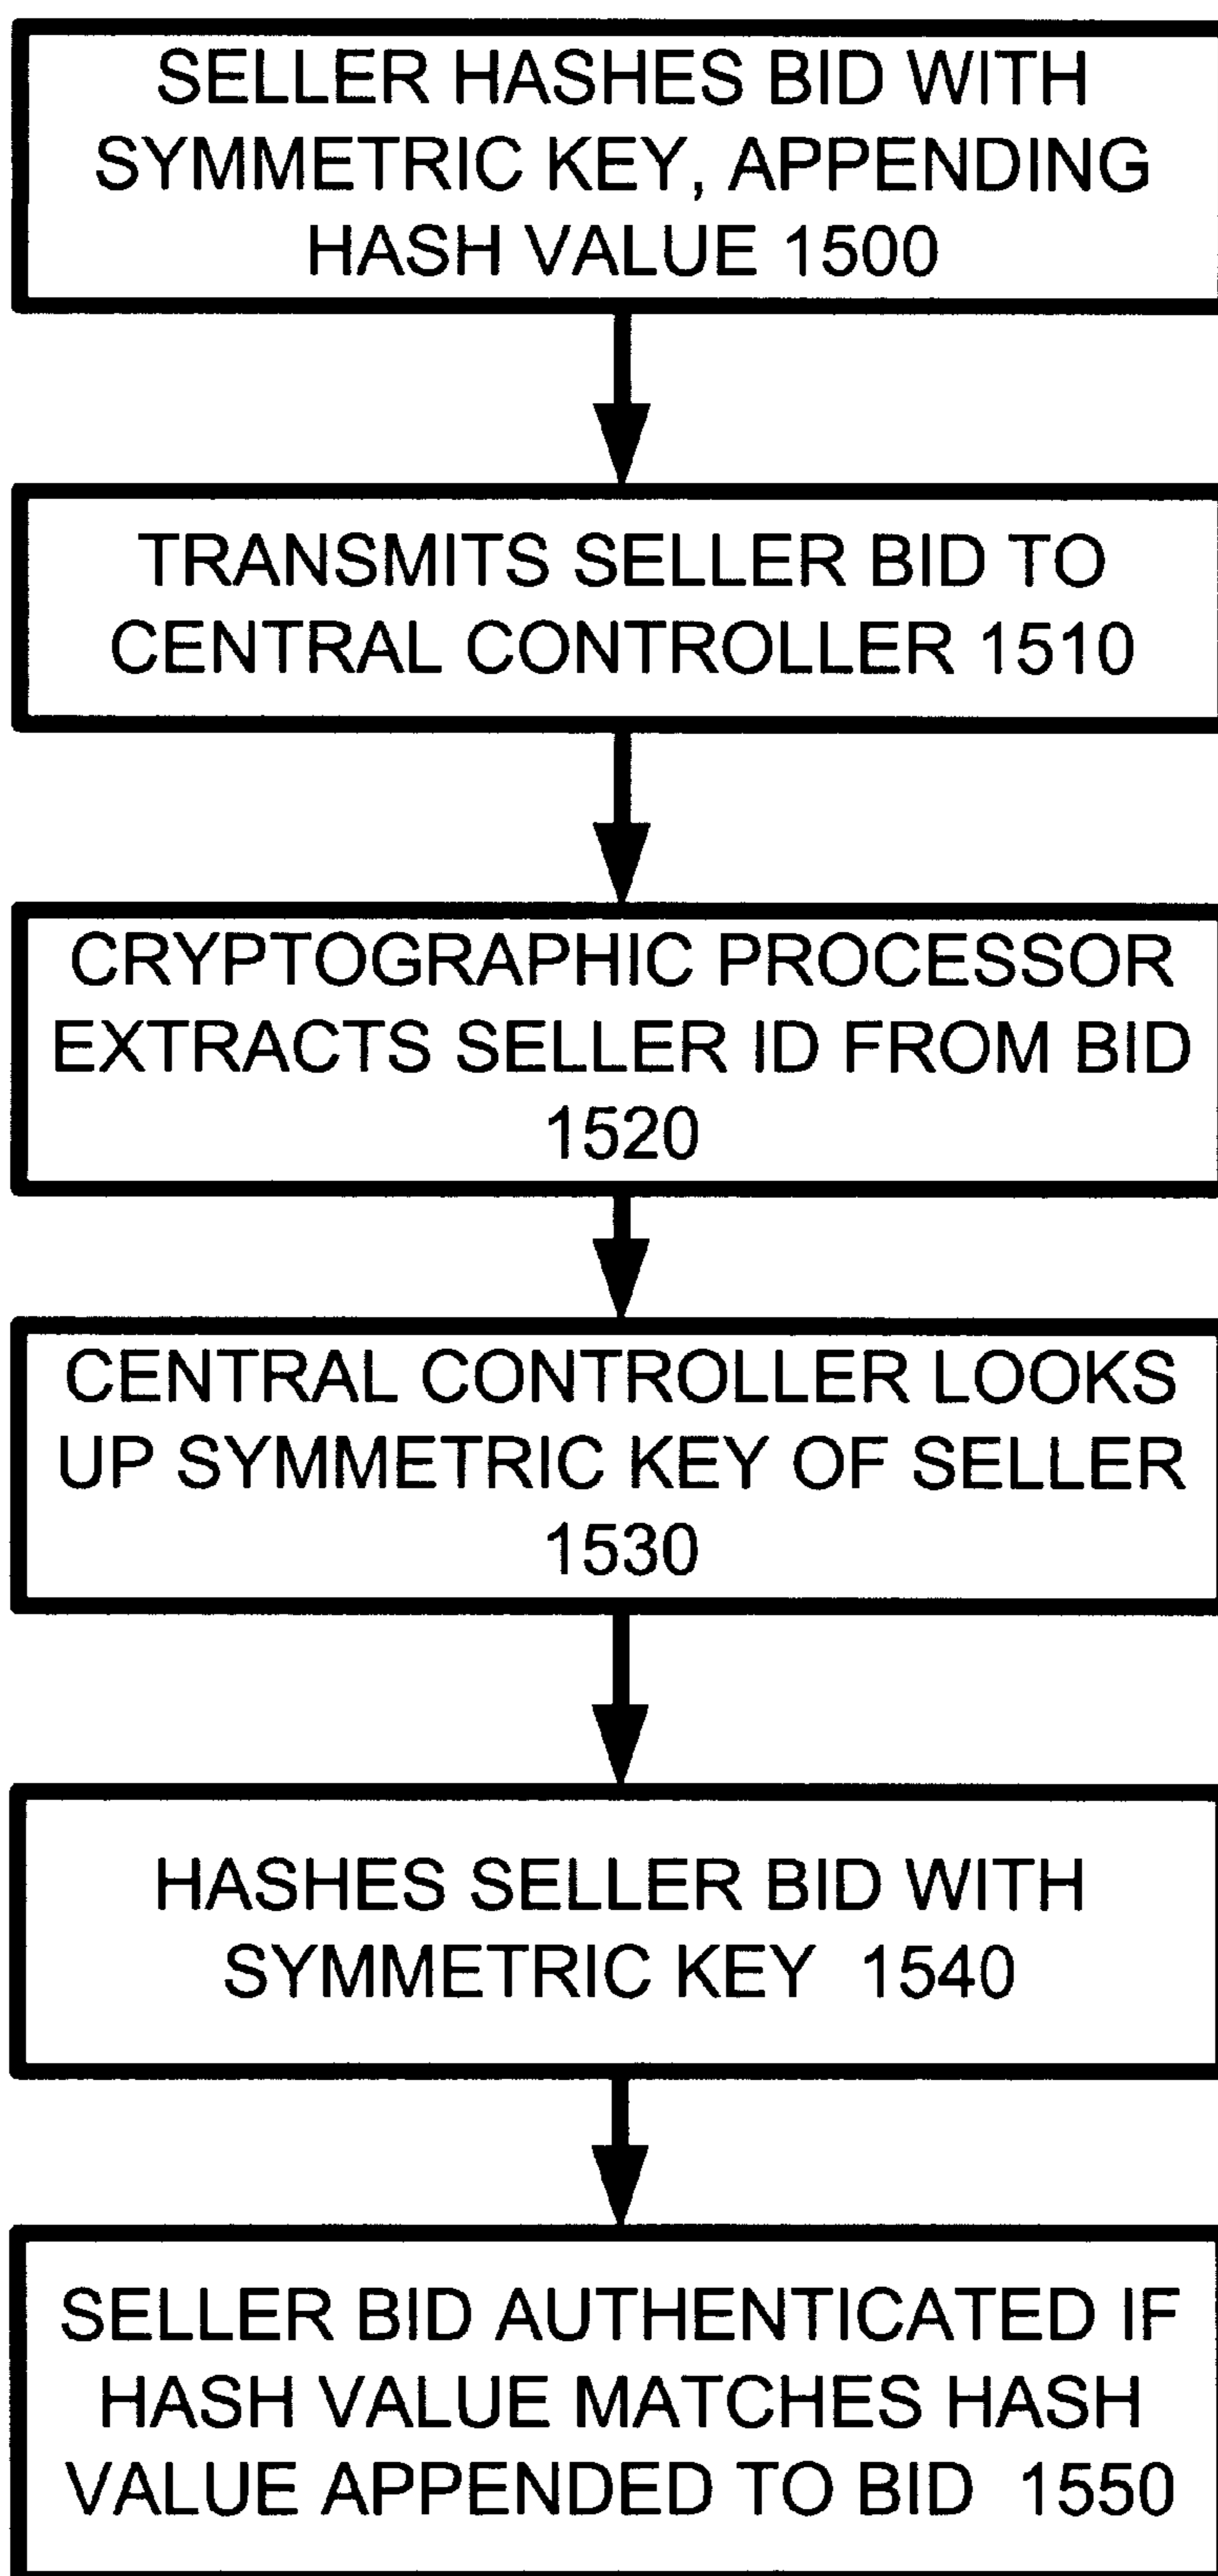 SELLER HASHES BID WITH
SYMMETRIC KEY, APPENDING
HASH VALUE 1500
TRANSMITS SELLER BID TO
CENTRAL CONTROLLER 1510
CRYPTOGRAPHIC PROCESSOR
EXTRACTS SELLER ID FROM BID
1520
CENTRAL CONTROLLER LOOKS
UP SYMMETRIC KEY OF SELLER
1530
HASHES SELLER BID WITH
SYMMETRIC KEY 1540
SELLER BID AUTHENTICATED IF
HASH VALUE MATCHES HASH
VALUE APPENDED TO BID 1550